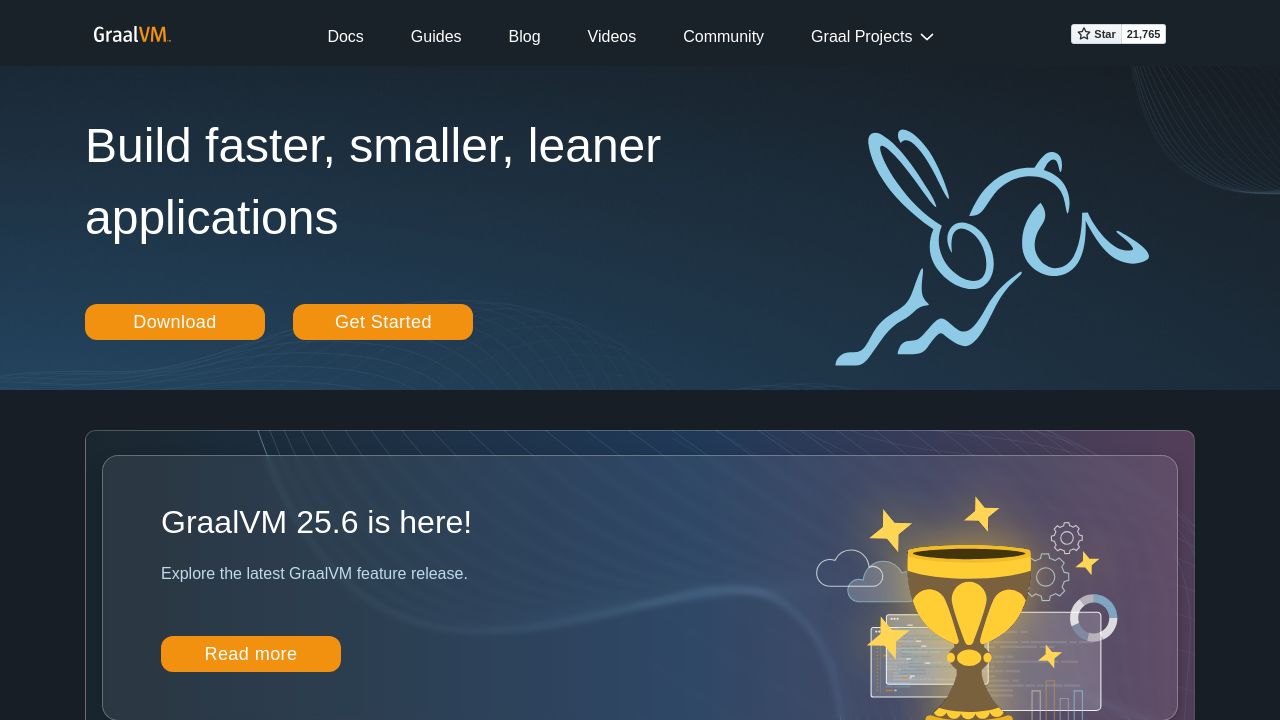 GraalVM™
Docs
Guides
Blog
Videos
Community
Graal Projects
Star
21,765
Build faster, smaller, leaner
applications
Download
Get Started
GraalVM 25.6 is here!
Explore the latest GraalVM feature release.
Read more